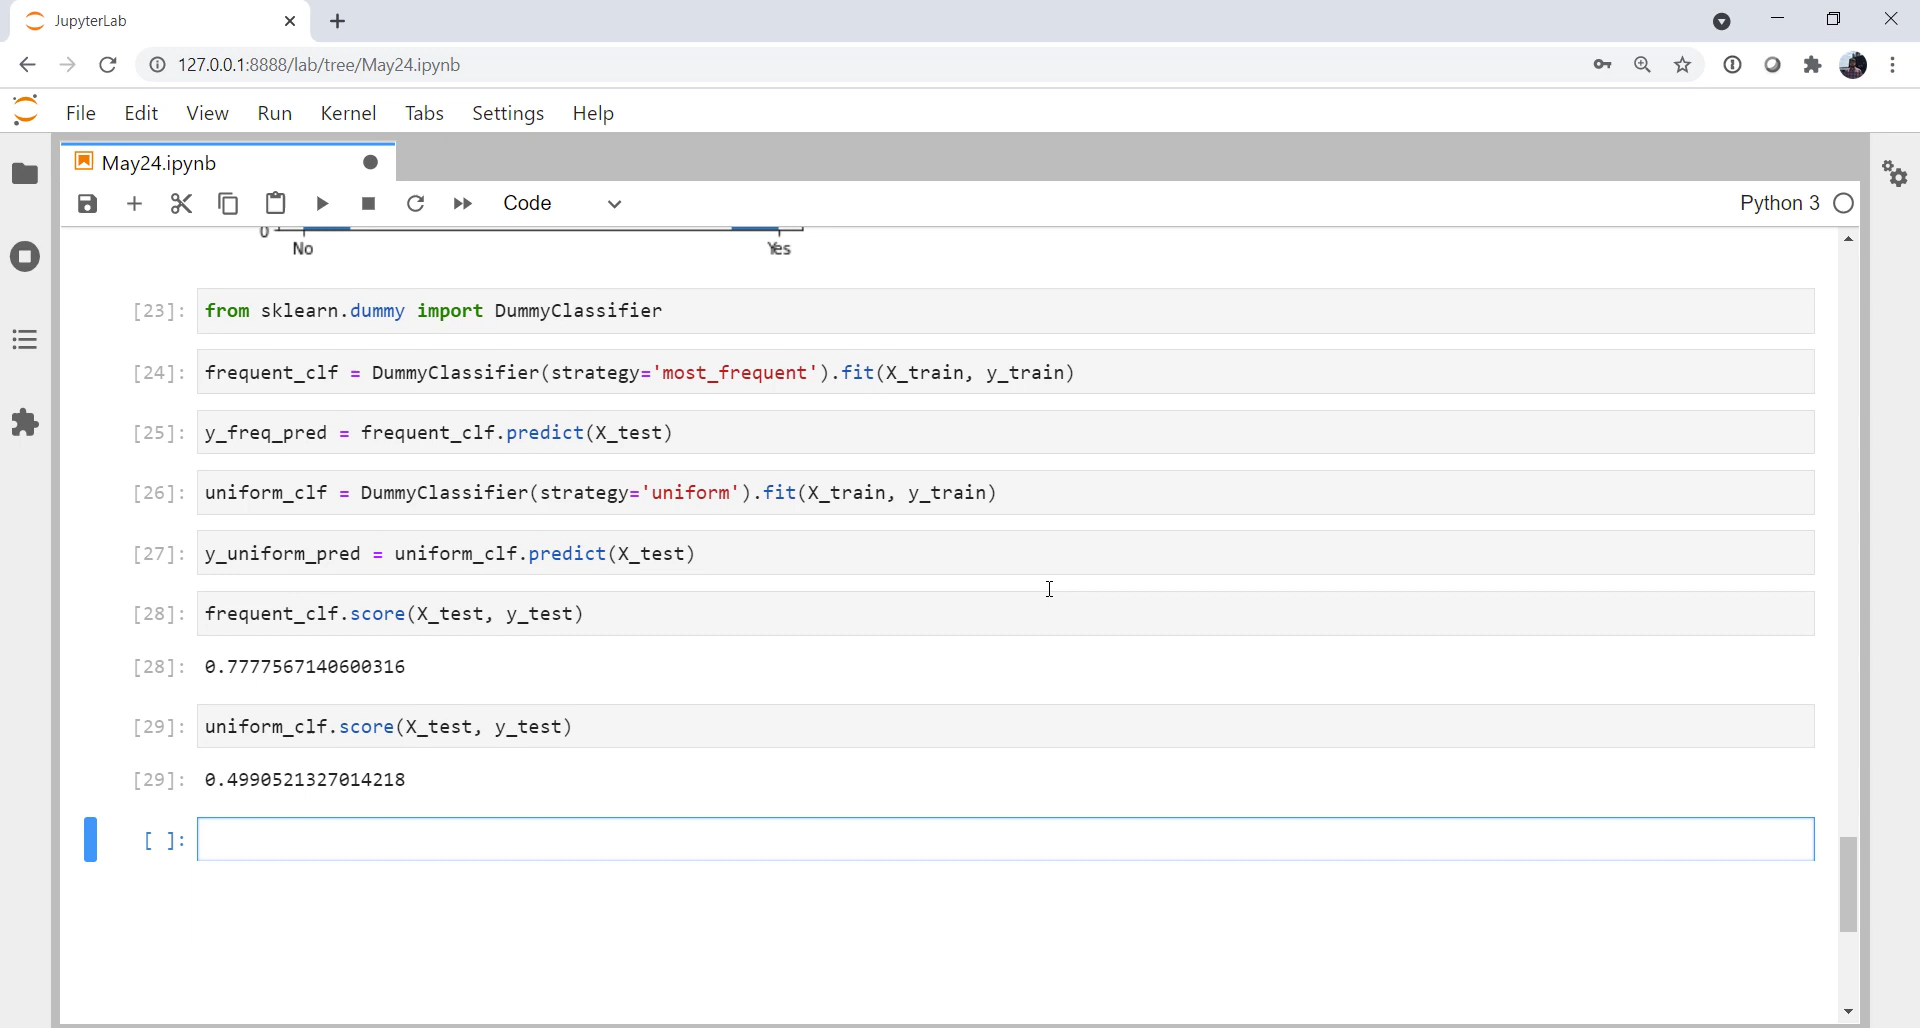 JupyterLab
127.0.0.1:8888/lab/tree/May24.ipynb
File Edit View Run Kernel Tabs Settings Help
May24.ipynb
Code
Python 3
0
No Yes
[23]: from sklearn.dummy import DummyClassifier
[24]: frequent_clf = DummyClassifier(strategy='most_frequent').fit(X_train, y_train)
[25]: y_freq_pred = frequent_clf.predict(X_test)
[26]: uniform_clf = DummyClassifier(strategy='uniform').fit(X_train, y_train)
[27]: y_uniform_pred = uniform_clf.predict(X_test)
[28]: frequent_clf.score(X_test, y_test)
[28]: 0.7777567140600316
[29]: uniform_clf.score(X_test, y_test)
[29]: 0.4990521327014218
[ ]: